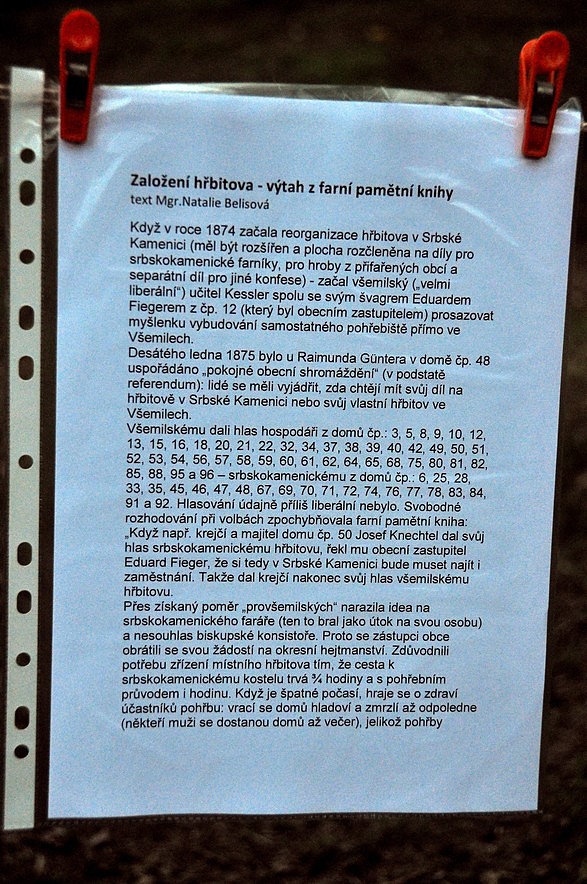 Založení hřbitova - výtah z farní pamětní knihy
text Mgr.Natalie Belisová
Když v roce 1874 začala reorganizace hřbitova v Srbské
Kamenici (měl být rozšířen a plocha rozčleněna na díly pro
srbskokamenické farníky, pro hroby z přifařených obcí a
separátní díl pro jiné konfese) - začal všemilský („velmi
liberální“) učitel Kessler spolu se svým švagrem Eduardem
Fiegerem z čp. 12 (který byl obecním zastupitelem) prosazovat
myšlenku vybudování samostatného pohřebiště přímo ve
Všemilech.
Desátého ledna 1875 bylo u Raimunda Güntera v domě čp. 48
uspořádáno „pokojné obecní shromáždění“ (v podstatě
referendum): lidé se měli vyjádřit, zda chtějí mít svůj díl na
hřbitově v Srbské Kamenici nebo svůj vlastní hřbitov ve
Všemilech.
Všemilskému dali hlas hospodáři z domů čp.: 3, 5, 8, 9, 10, 12,
13, 15, 16, 18, 20, 21, 22, 32, 34, 37, 38, 39, 40, 42, 49, 50, 51,
52, 53, 54, 56, 57, 58, 59, 60, 61, 62, 64, 65, 68, 75, 80, 81, 82,
85, 88, 95 a 96 – srbskokamenickému z domů čp.: 6, 25, 28,
33, 35, 45, 46, 47, 48, 67, 69, 70, 71, 72, 74, 76, 77, 78, 83, 84,
91 a 92. Hlasování údajně příliš liberální nebylo. Svobodné
rozhodování při volbách zpochybňovala farní pamětní kniha:
„Když např. krejčí a majitel domu čp. 50 Josef Knechtel dal svůj
hlas srbskokamenickému hřbitovu, řekl mu obecní zastupitel
Eduard Fieger, že si tedy v Srbské Kamenici bude muset najít i
zaměstnání. Takže dal krejčí nakonec svůj hlas všemilskému
hřbitovu.
Přes získaný poměr „provšemilských“ narazila idea na
srbskokamenického faráře (ten to bral jako útok na svou osobu)
a nesouhlas biskupské konsistoře. Proto se zástupci obce
obrátili se svou žádostí na okresní hejtmanství. Zdůvodnili
potřebu zřízení místního hřbitova tím, že cesta k
srbskokamenickému kostelu trvá ¾ hodiny a s pohřebním
průvodem i hodinu. Když je špatné počasí, hraje se o zdraví
účastníků pohřbu: vrací se domů hladoví a zmrzlí až odpoledne
(někteří muži se dostanou domů až večer), jelikož pohřby